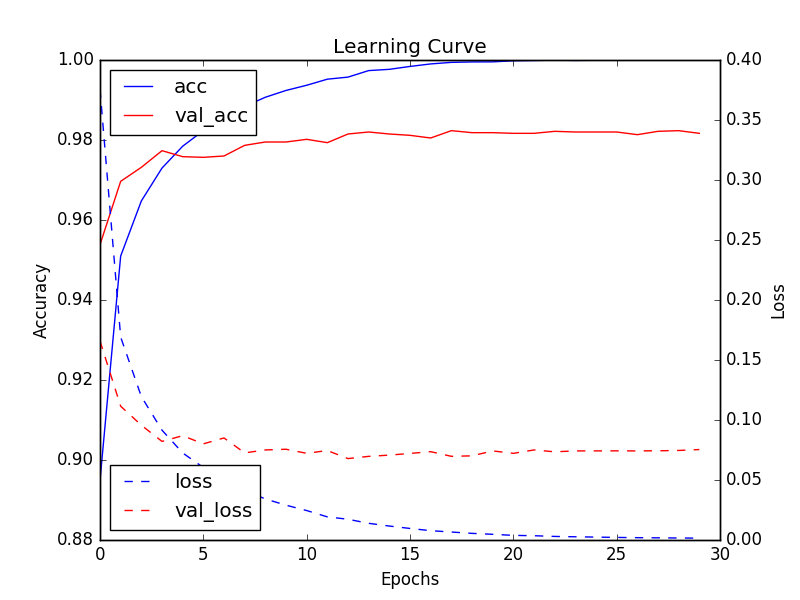 Learning Curve
acc
val_acc
loss
val_loss
1.00
0.98
0.96
0.94
0.92
0.90
0.88
Accuracy
0.40
0.35
0.30
0.25
0.20
0.15
0.10
0.05
0.00
Loss
0 5 10 15 20 25 30
Epochs